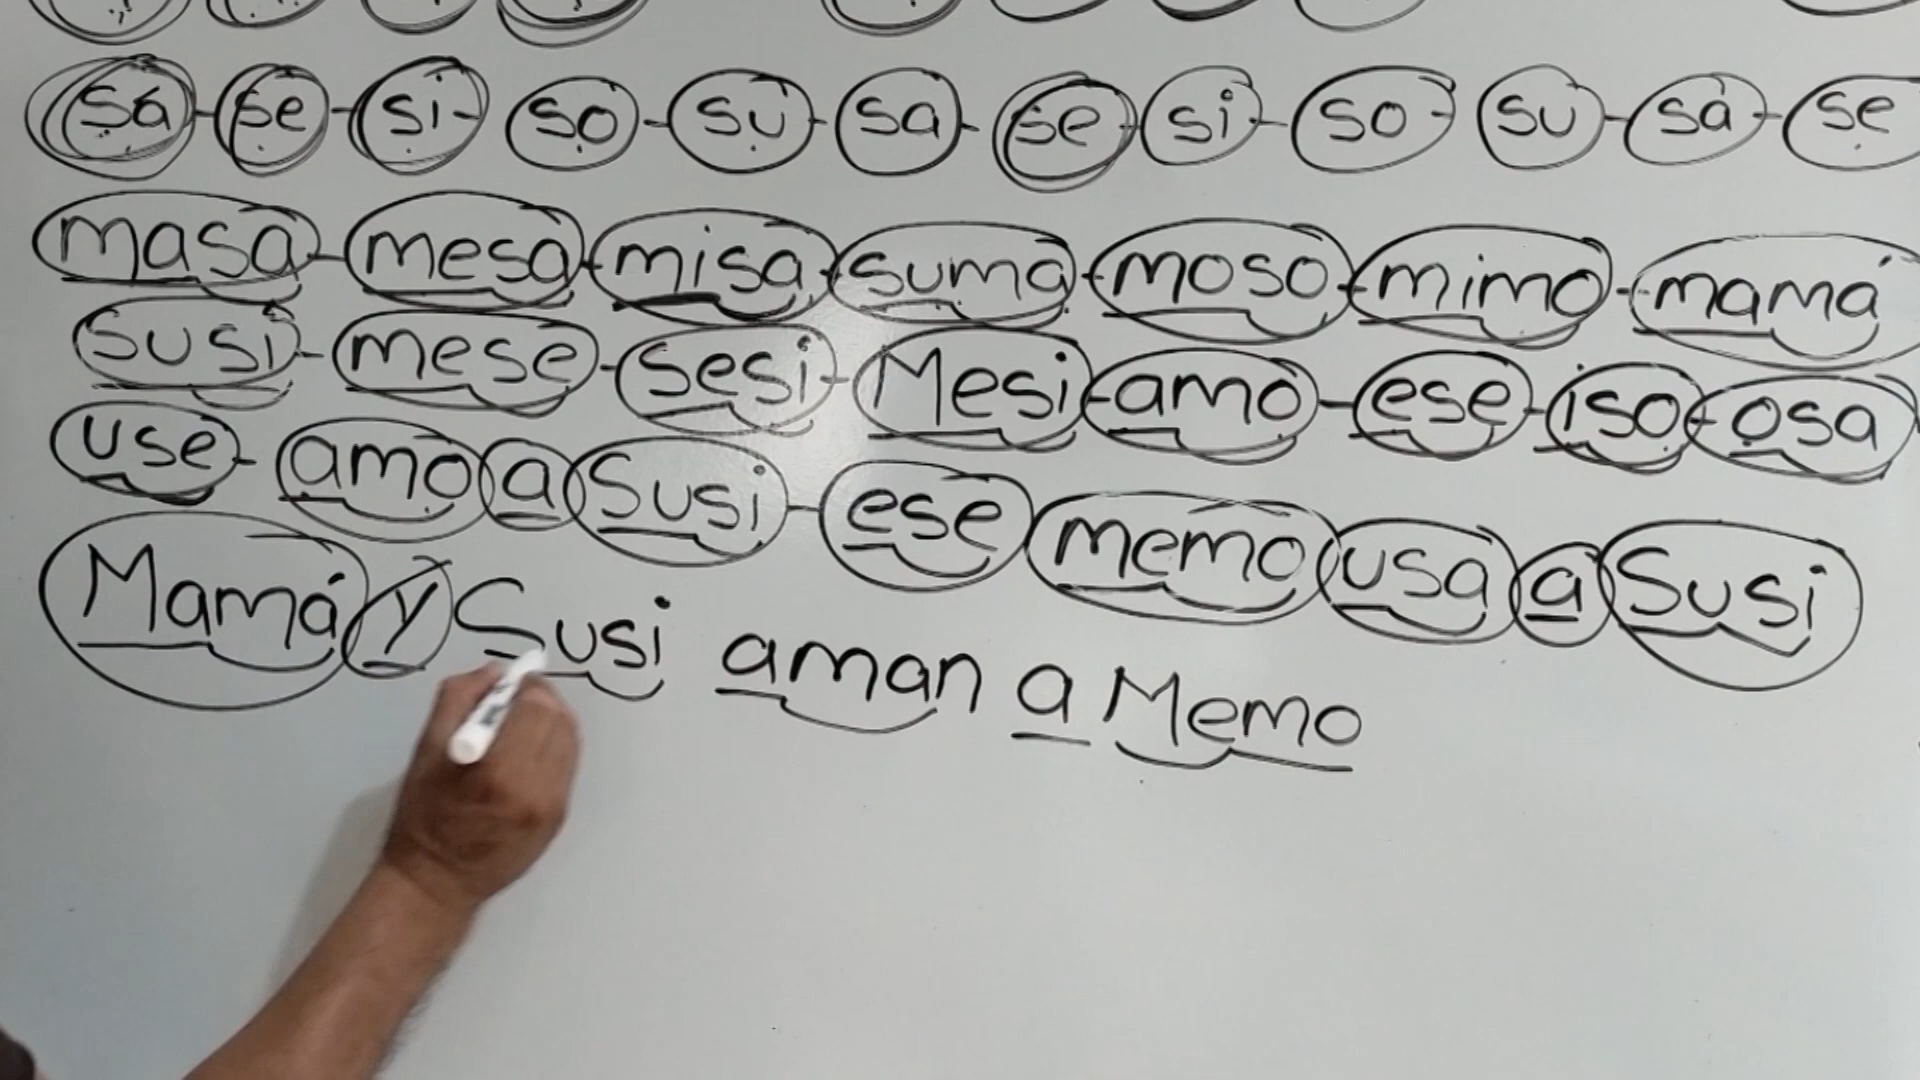 sa-se-si-so-su-sa-se-si-so-su-sa-se
masa-mesa-misa-suma-moso-mimo-mamá
susi-mese-sesi-Mesi-amo-ese-iso-osa
use-amo a Susi-ese memo usa a Susi
Mamá y Susi aman a Memo